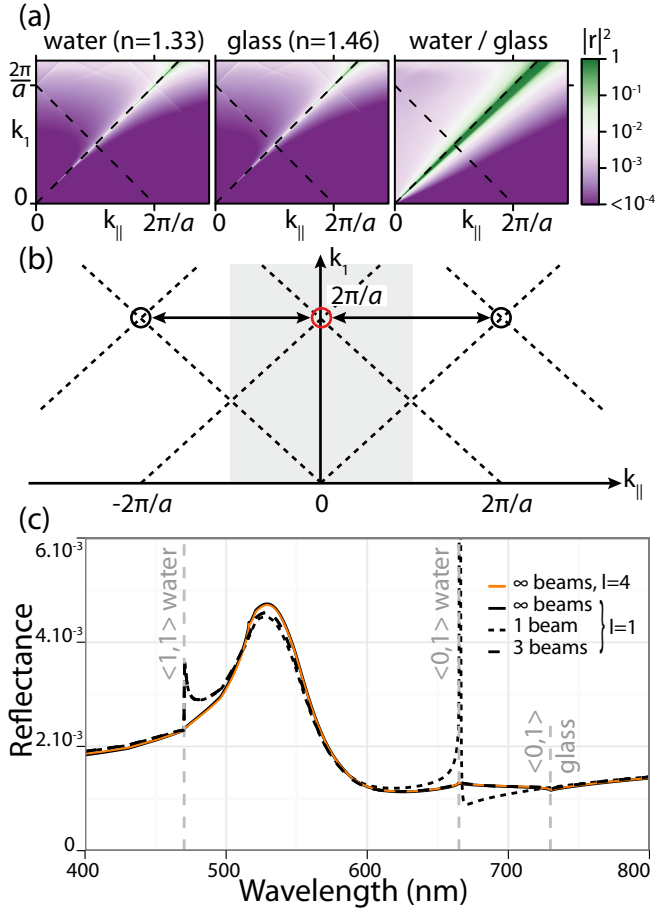 (a)
water (n=1.33)
glass (n=1.46)
water / glass
|r|²
2π/a
k₁
0
0
k||
2π/a
0
k||
2π/a
0
k||
2π/a
1
10⁻¹
10⁻²
10⁻³
<10⁻⁴
(b)
k₁
2π/a
-2π/a
0
2π/a
k||
(c)
6.10⁻³
4.10⁻³
2.10⁻³
0
Reflectance
<1,1> water
<0,1> water
<0,1>
glass
∞ beams, l=4
∞ beams
1 beam
3 beams
l=1
400
500
600
700
800
Wavelength (nm)